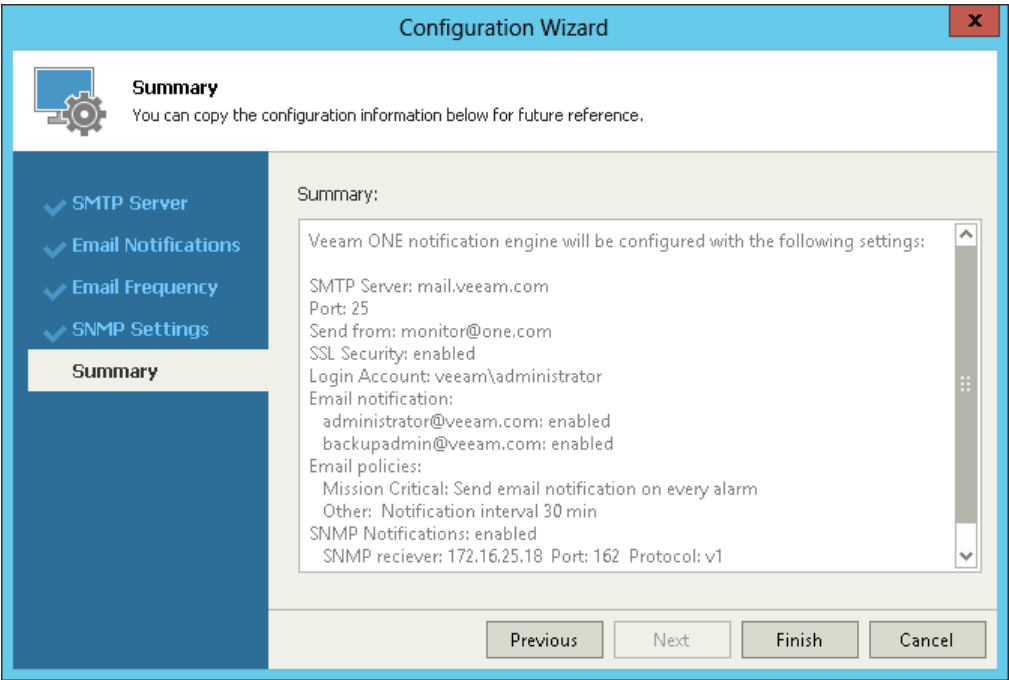 Configuration Wizard
x
Summary
You can copy the configuration information below for future reference.
SMTP Server
Email Notifications
Email Frequency
SNMP Settings
Summary
Summary:
Veeam ONE notification engine will be configured with the following settings:
SMTP Server: mail.veeam.com
Port: 25
Send from: monitor@one.com
SSL Security: enabled
Login Account: veeam\administrator
Email notification:
administrator@veeam.com: enabled
backupadmin@veeam.com: enabled
Email policies:
Mission Critical: Send email notification on every alarm
Other:  Notification interval 30 min
SNMP Notifications: enabled
SNMP reciever: 172.16.25.18  Port: 162  Protocol: v1
Previous
Next
Finish
Cancel